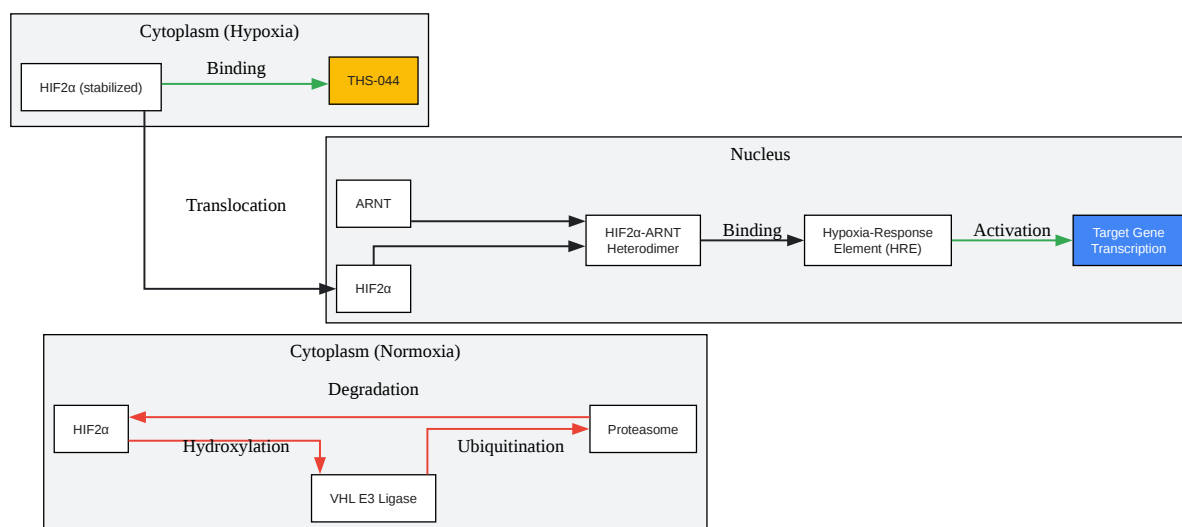 Cytoplasm (Hypoxia)
HIF2α (stabilized)
Binding
THS-044
Translocation
Nucleus
ARNT
HIF2α
HIF2α-ARNT
Heterodimer
Binding
Hypoxia-Response
Element (HRE)
Activation
Target Gene
Transcription
Cytoplasm (Normoxia)
Degradation
HIF2α
Hydroxylation
Ubiquitination
Proteasome
VHL E3 Ligase